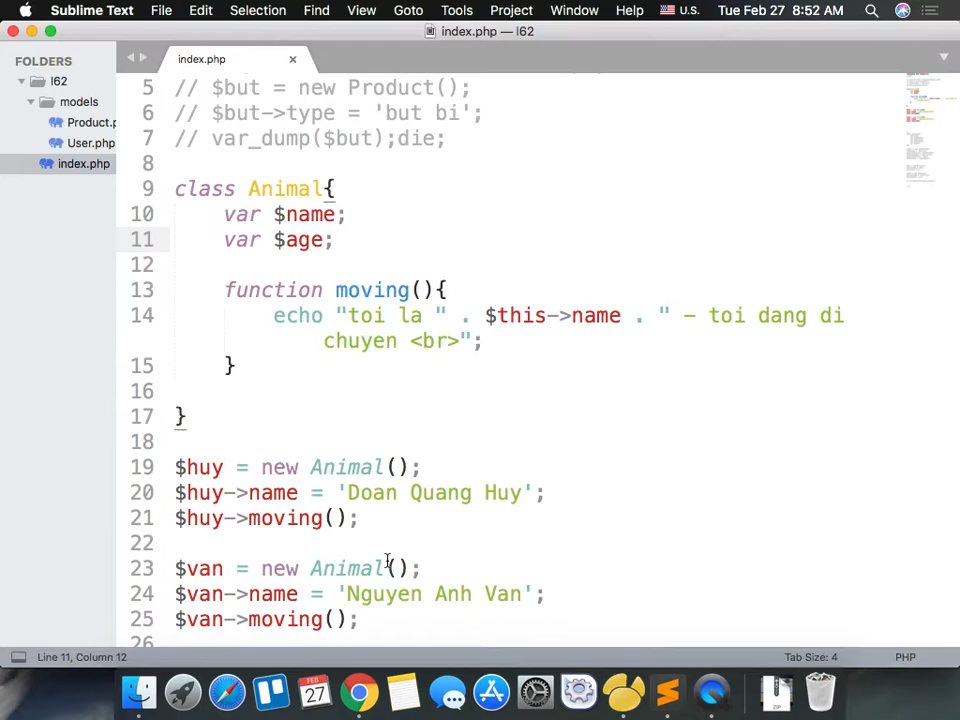 Sublime Text File Edit Selection Find View Goto Tools Project Window Help U.S. Tue Feb 27 8:52 AM
index.php — l62
FOLDERS
l62
models
Product.p
User.php
index.php
index.php
5 // $but = new Product();
6 // $but->type = 'but bi';
7 // var_dump($but);die;
8
9 class Animal{
10 var $name;
11 var $age;
12
13 function moving(){
14 echo "toi la " . $this->name . " - toi dang di
chuyen <br>";
15 }
16
17 }
18
19 $huy = new Animal();
20 $huy->name = 'Doan Quang Huy';
21 $huy->moving();
22
23 $van = new Animal();
24 $van->name = 'Nguyen Anh Van';
25 $van->moving();
26
Line 11, Column 12 Tab Size: 4 PHP
FEB
27
ZIP